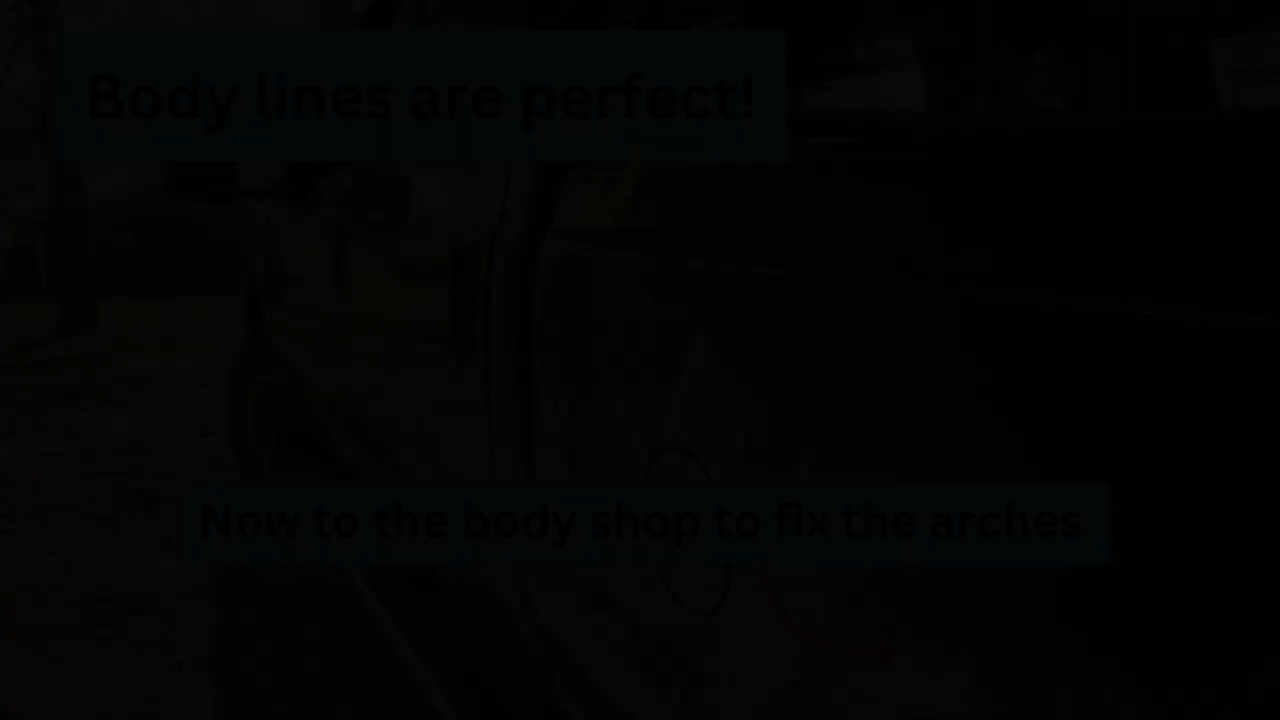 Body lines are perfect!
Now to the body shop to fix the arches